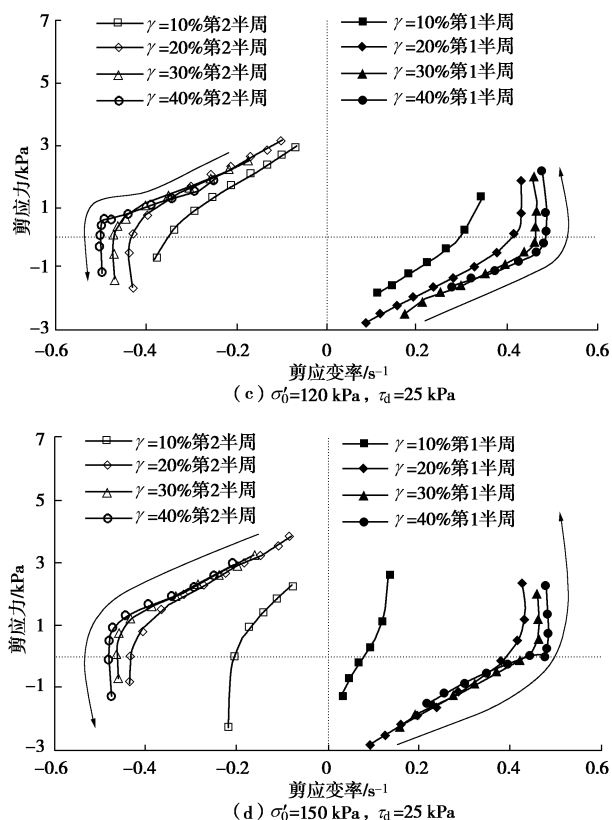 7
5
3
1
-1
-3
剪应力/kPa
γ=10%第2半周
γ=20%第2半周
γ=30%第2半周
γ=40%第2半周
γ=10%第1半周
γ=20%第1半周
γ=30%第1半周
γ=40%第1半周
-0.6 -0.4 -0.2 0 0.2 0.4 0.6
剪应变率/s⁻¹
(c) σ′₀=120 kPa，τd=25 kPa
7
5
3
1
-1
-3
剪应力/kPa
γ=10%第2半周
γ=20%第2半周
γ=30%第2半周
γ=40%第2半周
γ=10%第1半周
γ=20%第1半周
γ=30%第1半周
γ=40%第1半周
-0.6 -0.4 -0.2 0 0.2 0.4 0.6
剪应变率/s⁻¹
(d) σ′₀=150 kPa，τd=25 kPa